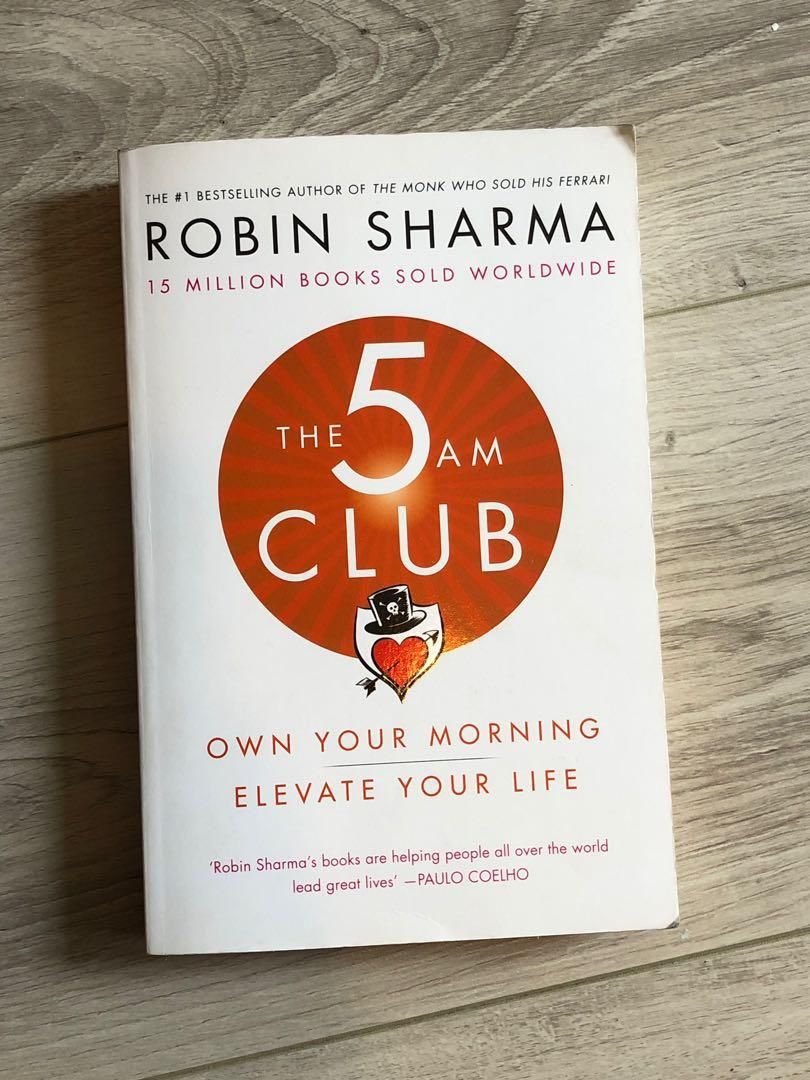 THE #1 BESTSELLING AUTHOR OF THE MONK WHO SOLD HIS FERRARI
ROBIN SHARMA
15 MILLION BOOKS SOLD WORLDWIDE
THE 5 AM
CLUB
OWN YOUR MORNING
ELEVATE YOUR LIFE
'Robin Sharma's books are helping people all over the world
lead great lives' —PAULO COELHO